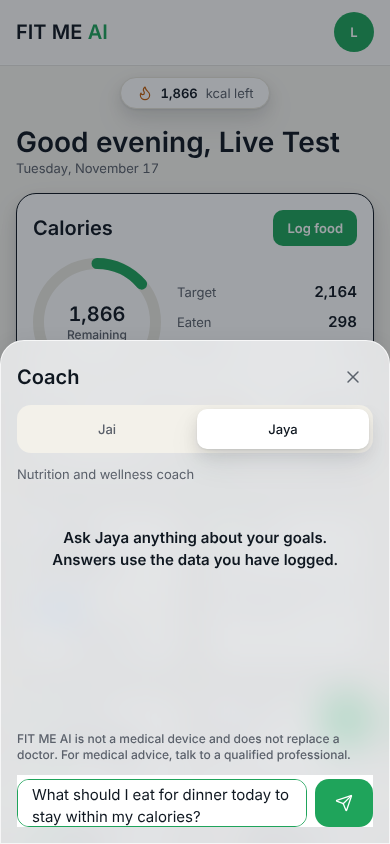 FIT ME AI
L
1,866 kcal left
Good evening, Live Test
Tuesday, November 17
Calories
Log food
1,866
Remaining
Target 2,164
Eaten 298
Coach
Jai
Jaya
Nutrition and wellness coach
Ask Jaya anything about your goals.
Answers use the data you have logged.
FIT ME AI is not a medical device and does not replace a
doctor. For medical advice, talk to a qualified professional.
What should I eat for dinner today to
stay within my calories?